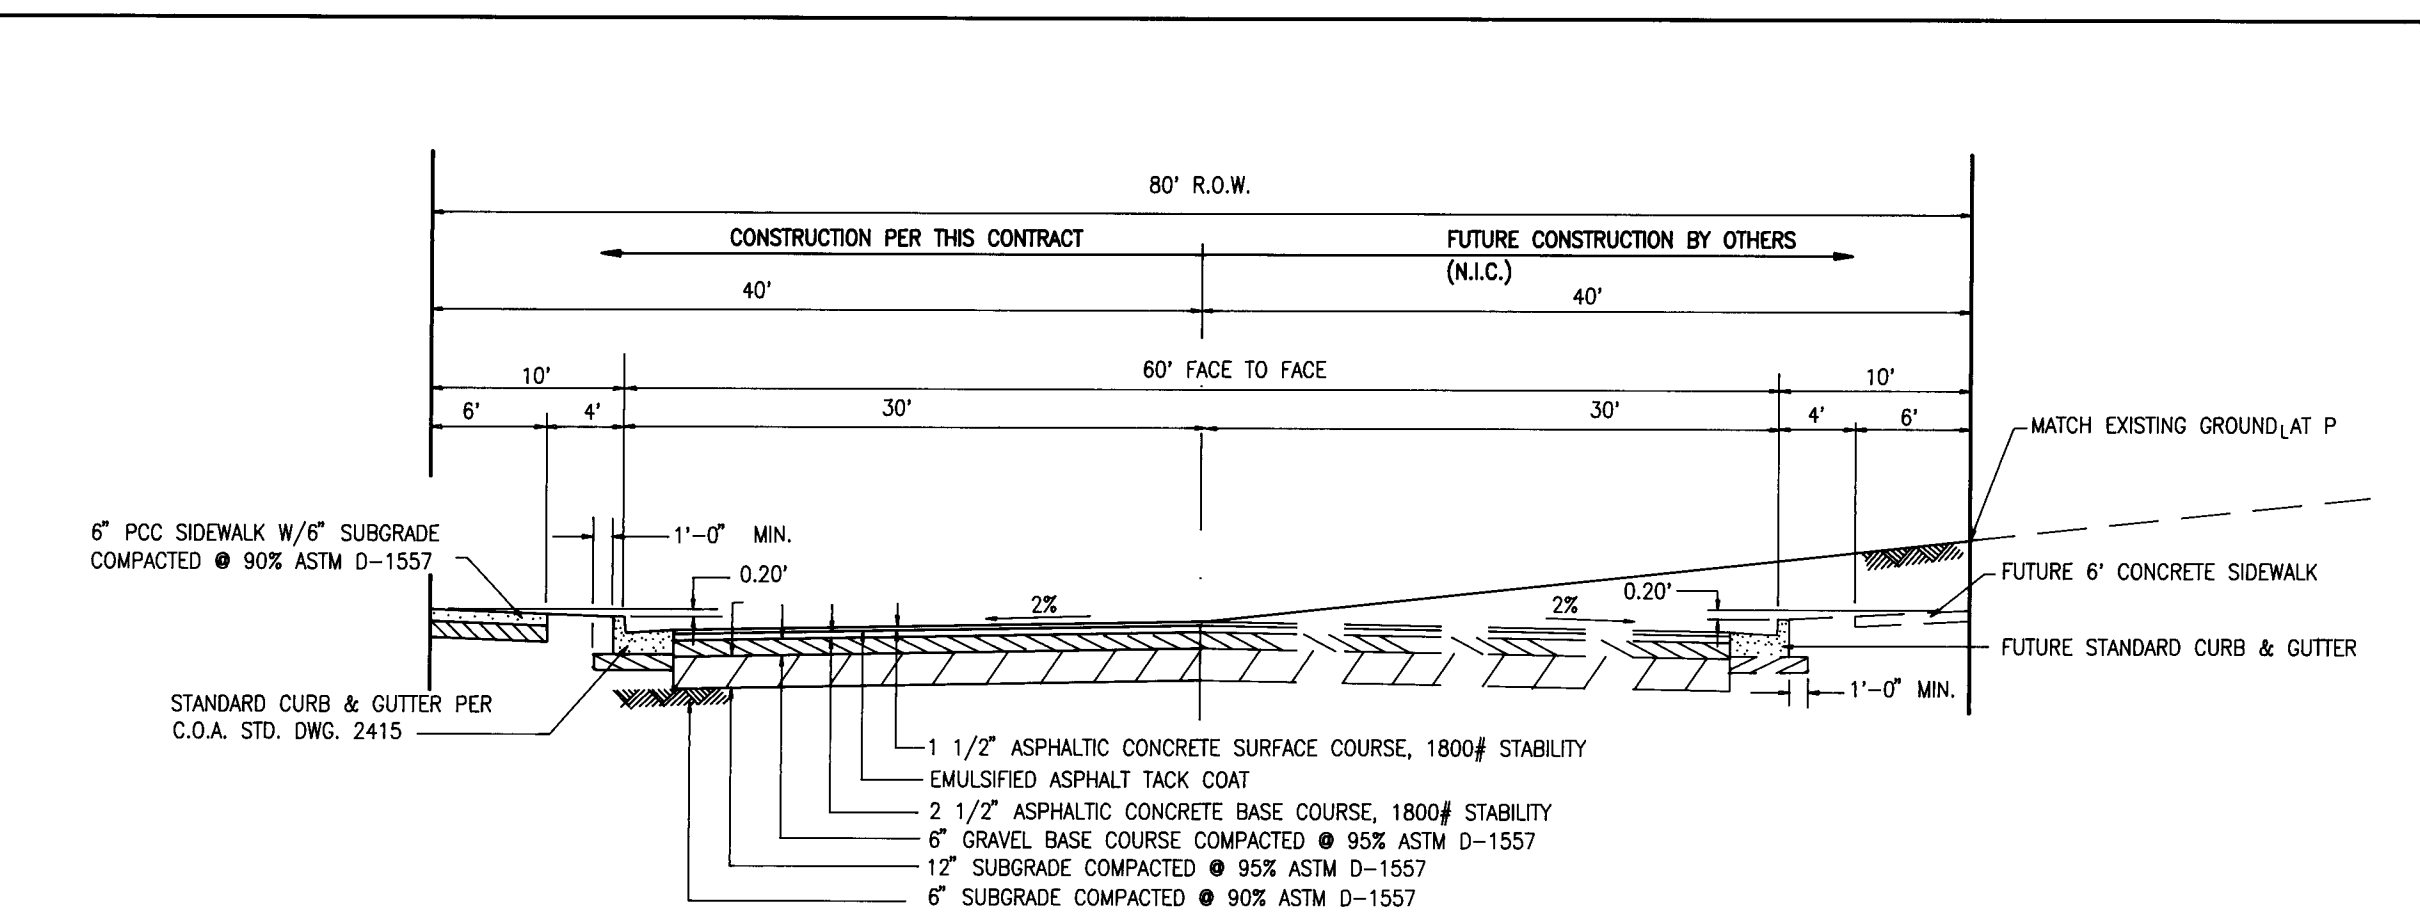 80' R.O.W.
CONSTRUCTION PER THIS CONTRACT
FUTURE CONSTRUCTION BY OTHERS
(N.I.C.)
40'
40'
10'
60' FACE TO FACE
10'
6'
4'
30'
30'
4'
6'
MATCH EXISTING GROUND AT P
L
6" PCC SIDEWALK W/6" SUBGRADE
COMPACTED @ 90% ASTM D-1557
1'-0" MIN.
0.20'
2%
2%
0.20'
FUTURE 6' CONCRETE SIDEWALK
FUTURE STANDARD CURB & GUTTER
1'-0" MIN.
STANDARD CURB & GUTTER PER
C.O.A. STD. DWG. 2415
1 1/2" ASPHALTIC CONCRETE SURFACE COURSE, 1800# STABILITY
EMULSIFIED ASPHALT TACK COAT
2 1/2" ASPHALTIC CONCRETE BASE COURSE, 1800# STABILITY
6" GRAVEL BASE COURSE COMPACTED @ 95% ASTM D-1557
12" SUBGRADE COMPACTED @ 95% ASTM D-1557
6" SUBGRADE COMPACTED @ 90% ASTM D-1557